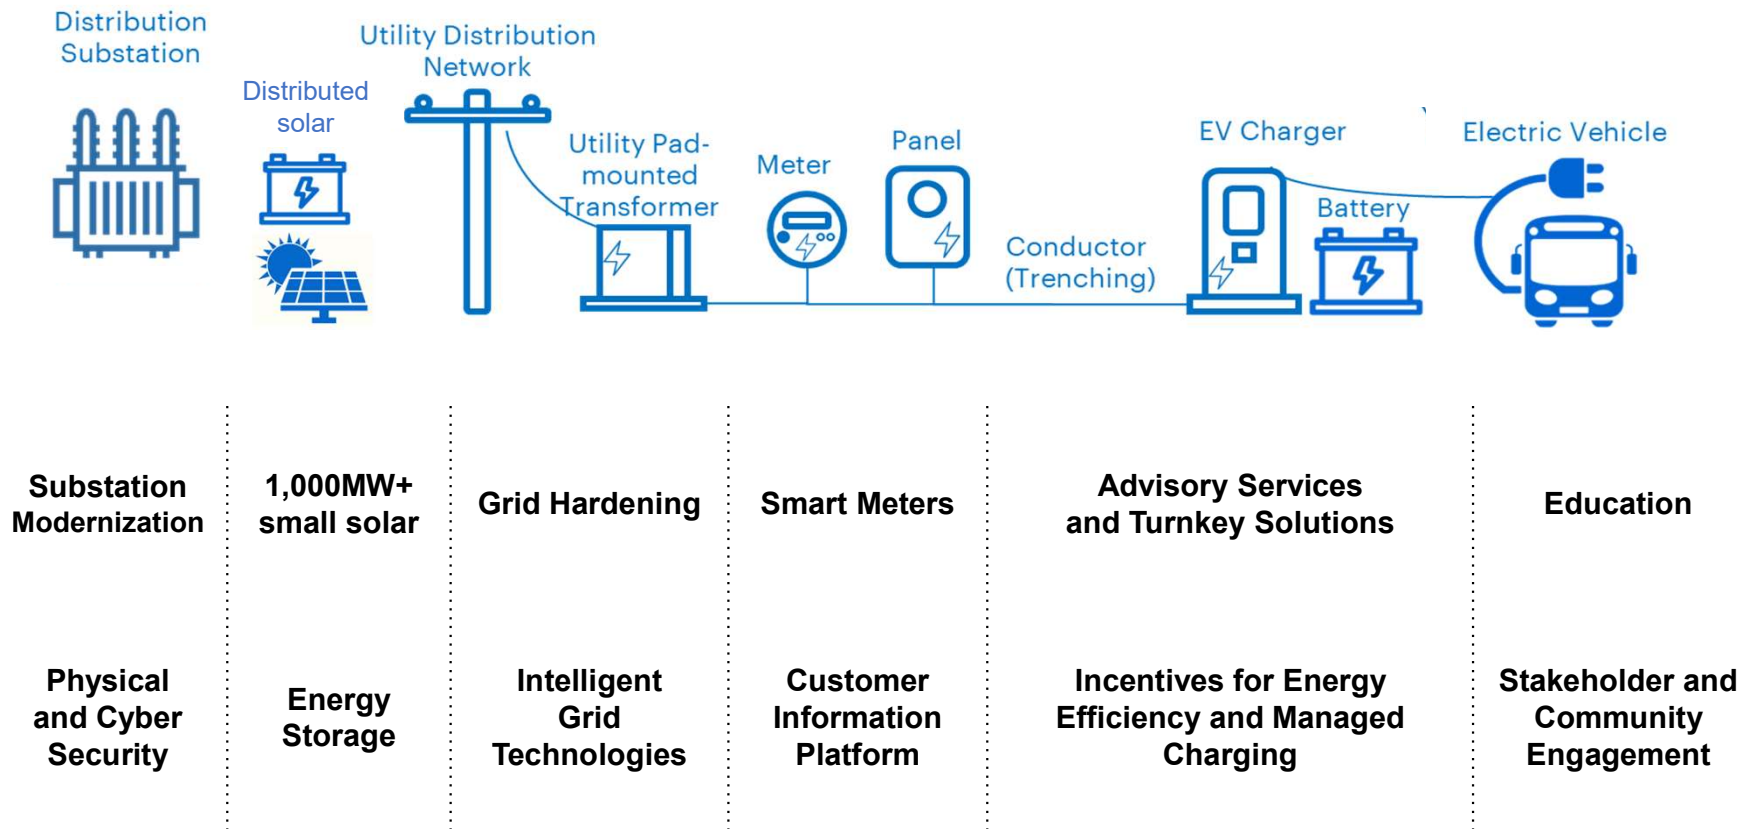 Distribution
Substation
Distributed
solar
Utility Distribution
Network
Utility Pad-
mounted
Transformer
Meter
Panel
Conductor
(Trenching)
EV Charger
Battery
Electric Vehicle
Substation
Modernization
1,000MW+
small solar
Grid Hardening
Smart Meters
Advisory Services
and Turnkey Solutions
Education
Physical
and Cyber
Security
Energy
Storage
Intelligent
Grid
Technologies
Customer
Information
Platform
Incentives for Energy
Efficiency and Managed
Charging
Stakeholder and
Community
Engagement